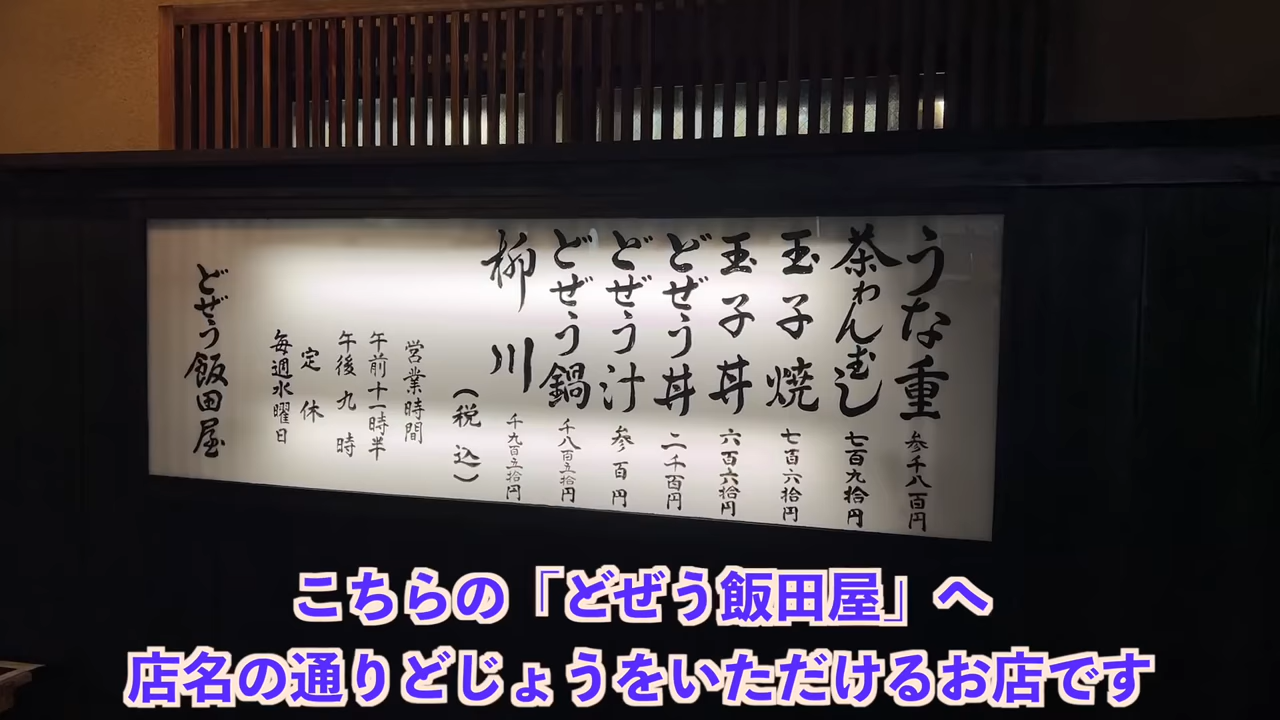 うな重 参千八百円
茶わんむし 七百九拾円
玉子焼 七百六拾円
玉子丼 六百六拾円
どぜう丼 二千百円
どぜう汁 参百円
どぜう鍋 千八百五拾円
柳川 千九百五拾円
（税込）
営業時間
午前十一時半
午後九時
定休
毎週水曜日
どぜう飯田屋
こちらの「どぜう飯田屋」へ
店名の通りどじょうをいただけるお店です